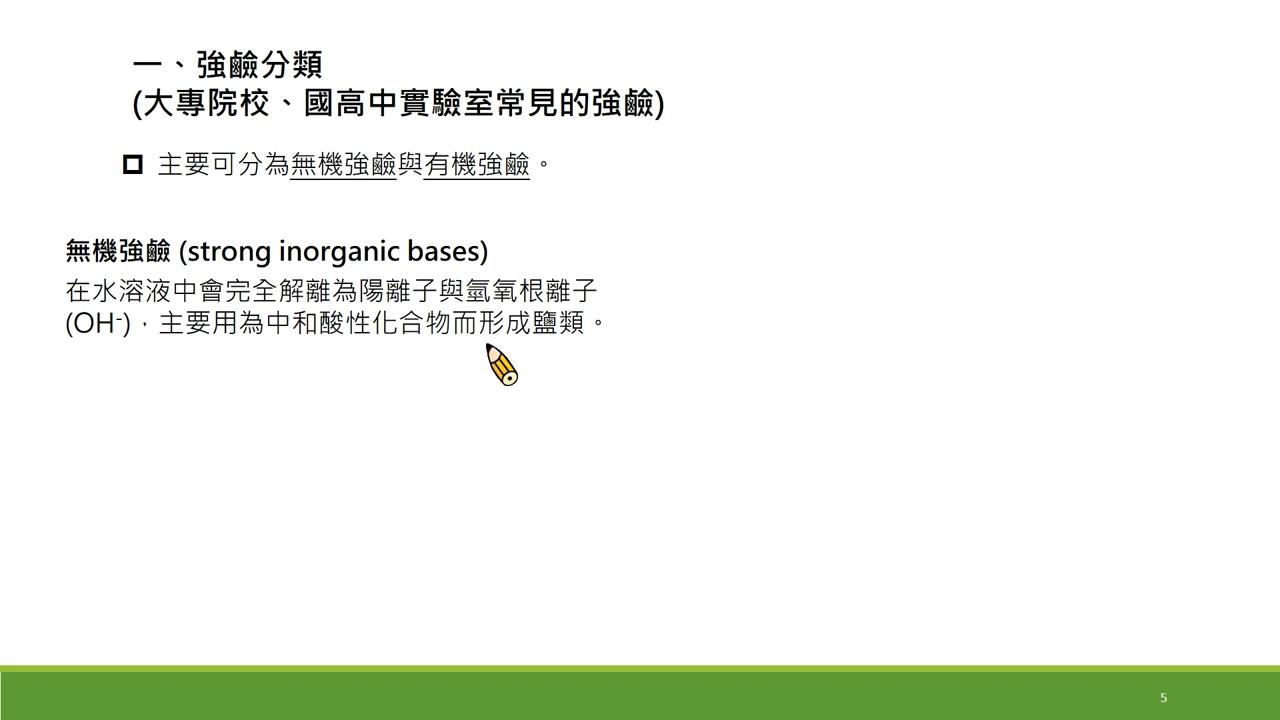 一、強鹼分類
(大專院校、國高中實驗室常見的強鹼)
主要可分為無機強鹼與有機強鹼。
無機強鹼 (strong inorganic bases)
在水溶液中會完全解離為陽離子與氫氧根離子
(OH⁻)，主要用為中和酸性化合物而形成鹽類。
5